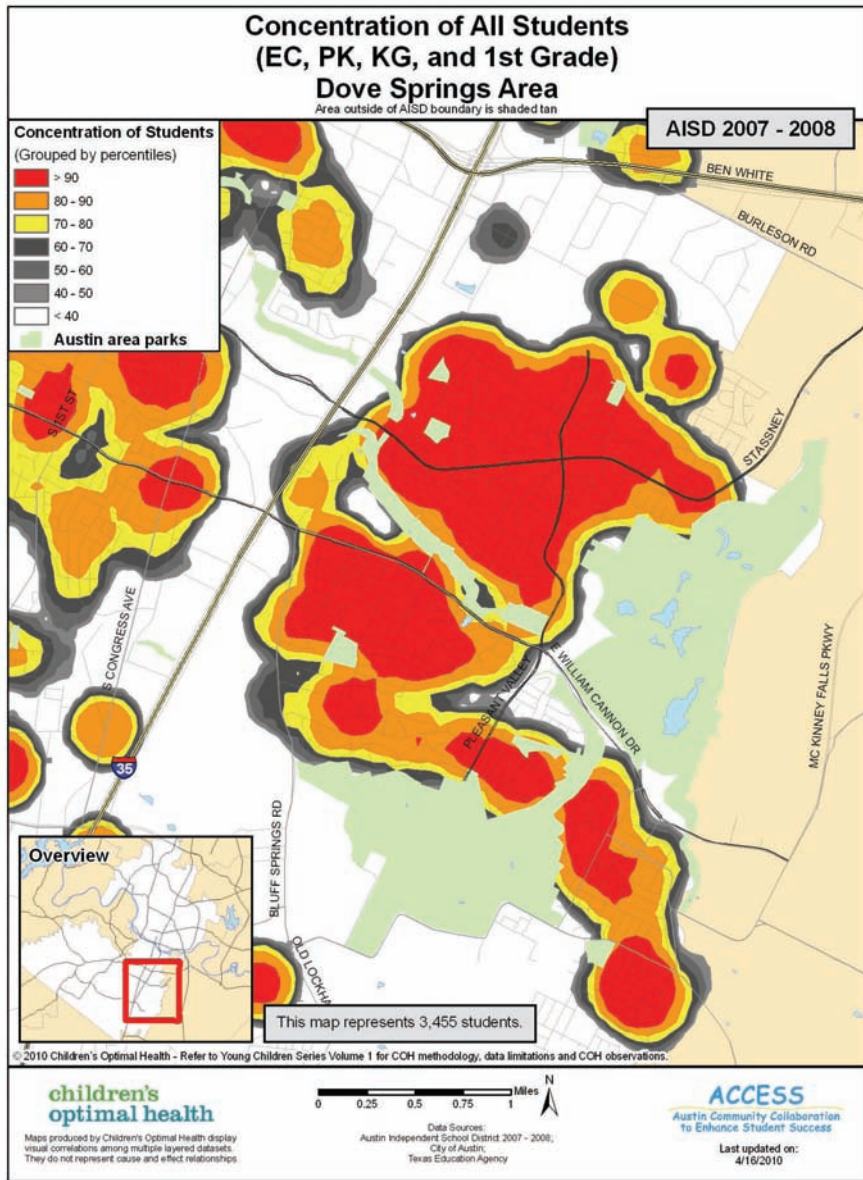 Concentration of All Students
(EC, PK, KG, and 1st Grade)
Dove Springs Area
Area outside of AISD boundary is shaded tan
AISD 2007 - 2008
Concentration of Students
(Grouped by percentiles)
> 90
80 - 90
70 - 80
60 - 70
50 - 60
40 - 50
< 40
Austin area parks
BEN WHITE
BURLESON RD
S 1ST ST
STASSNEY
S CONGRESS AVE
E WILLIAM CANNON DR
PLEASANT VALLEY
MC KINNEY FALLS PKWY
35
BLUFF SPRINGS RD
OLD LOCKHA
Overview
This map represents 3,455 students.
© 2010 Children's Optimal Health - Refer to Young Children Series Volume 1 for COH methodology, data limitations and COH observations.
children's
optimal health
Maps produced by Children's Optimal Health display
visual correlations among multiple layered datasets.
They do not represent cause and effect relationships.
Miles
0 0.25 0.5 0.75 1
N
Data Sources:
Austin Independent School District 2007 - 2008;
City of Austin;
Texas Education Agency
ACCESS
Austin Community Collaboration
to Enhance Student Success
Last updated on:
4/16/2010